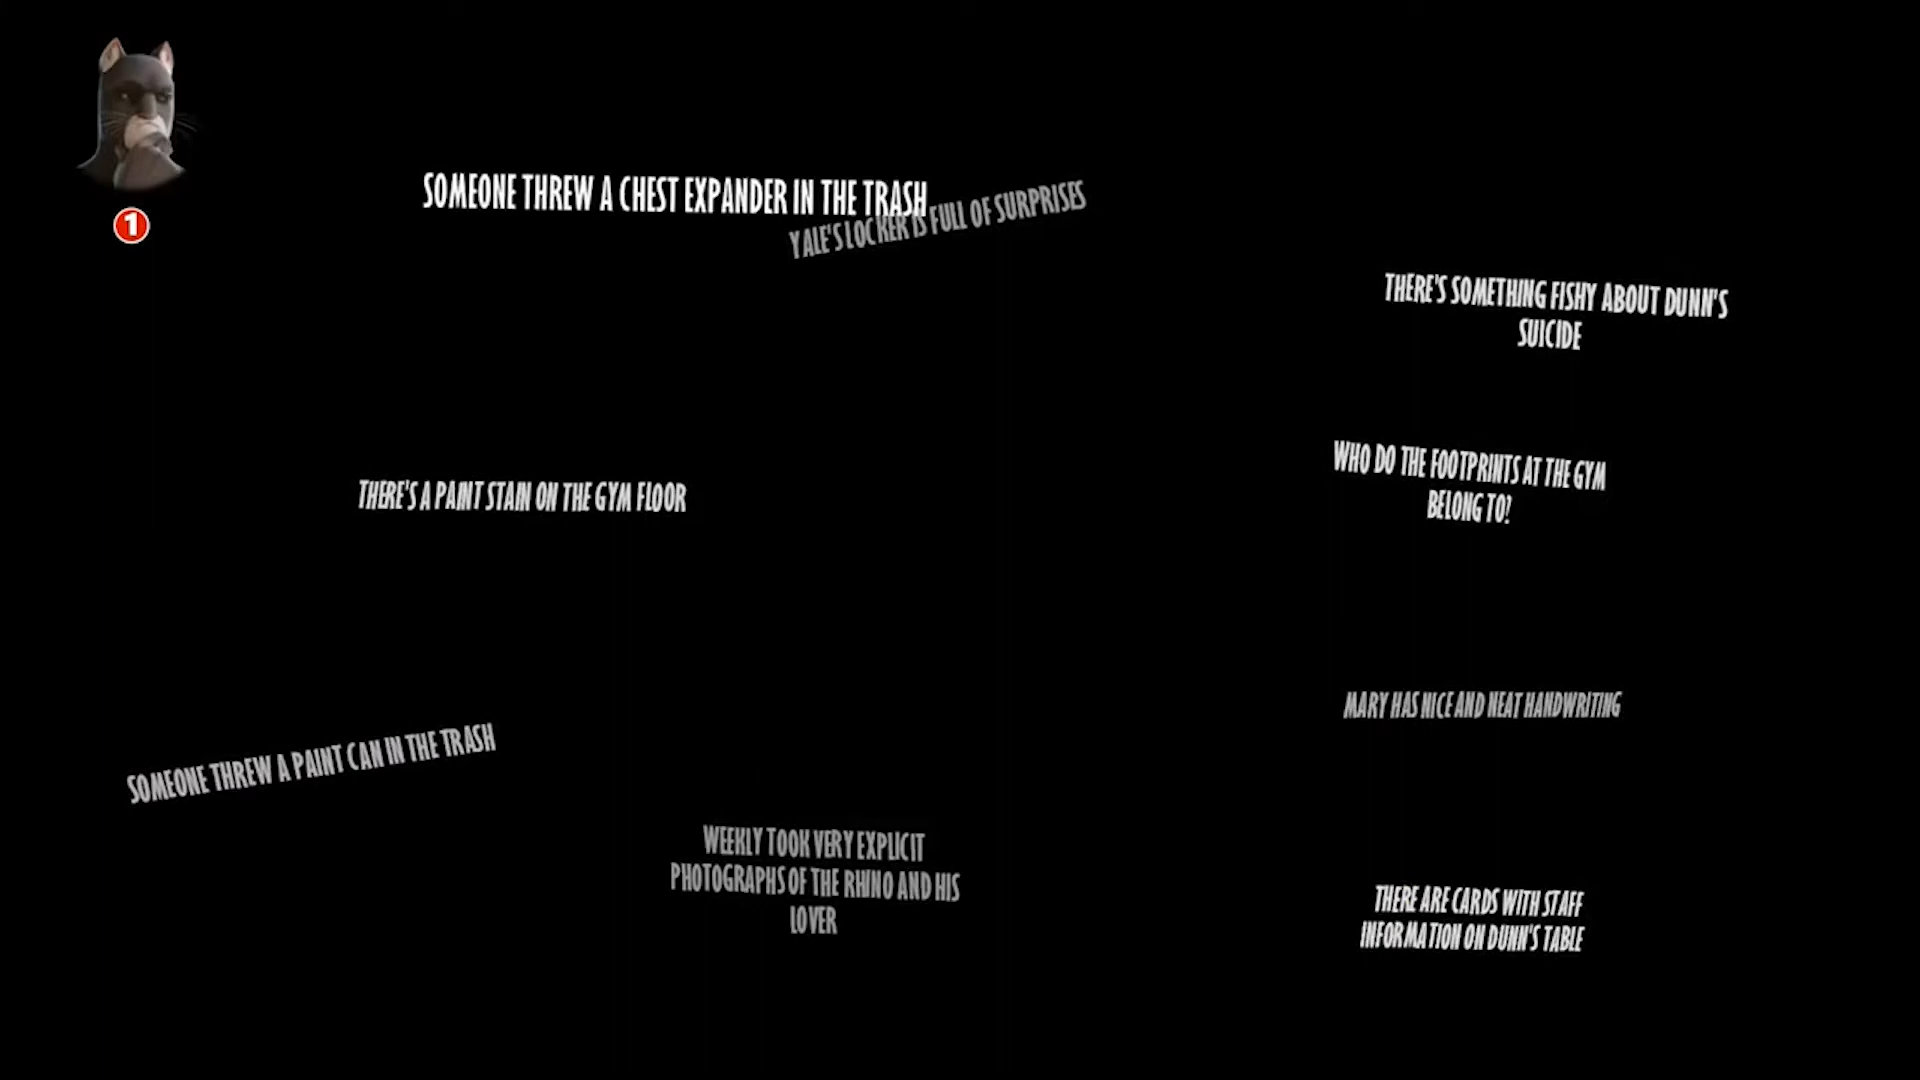 1
SOMEONE THREW A CHEST EXPANDER IN THE TRASH
YALE'S LOCKER IS FULL OF SURPRISES
THERE'S SOMETHING FISHY ABOUT DUNN'S
SUICIDE
WHO DO THE FOOTPRINTS AT THE GYM
BELONG TO?
THERE'S A PAINT STAIN ON THE GYM FLOOR
MARY HAS NICE AND NEAT HANDWRITING
SOMEONE THREW A PAINT CAN IN THE TRASH
WEEKLY TOOK VERY EXPLICIT
PHOTOGRAPHS OF THE RHINO AND HIS
LOVER
THERE ARE CARDS WITH STAFF
INFORMATION ON DUNN'S TABLE